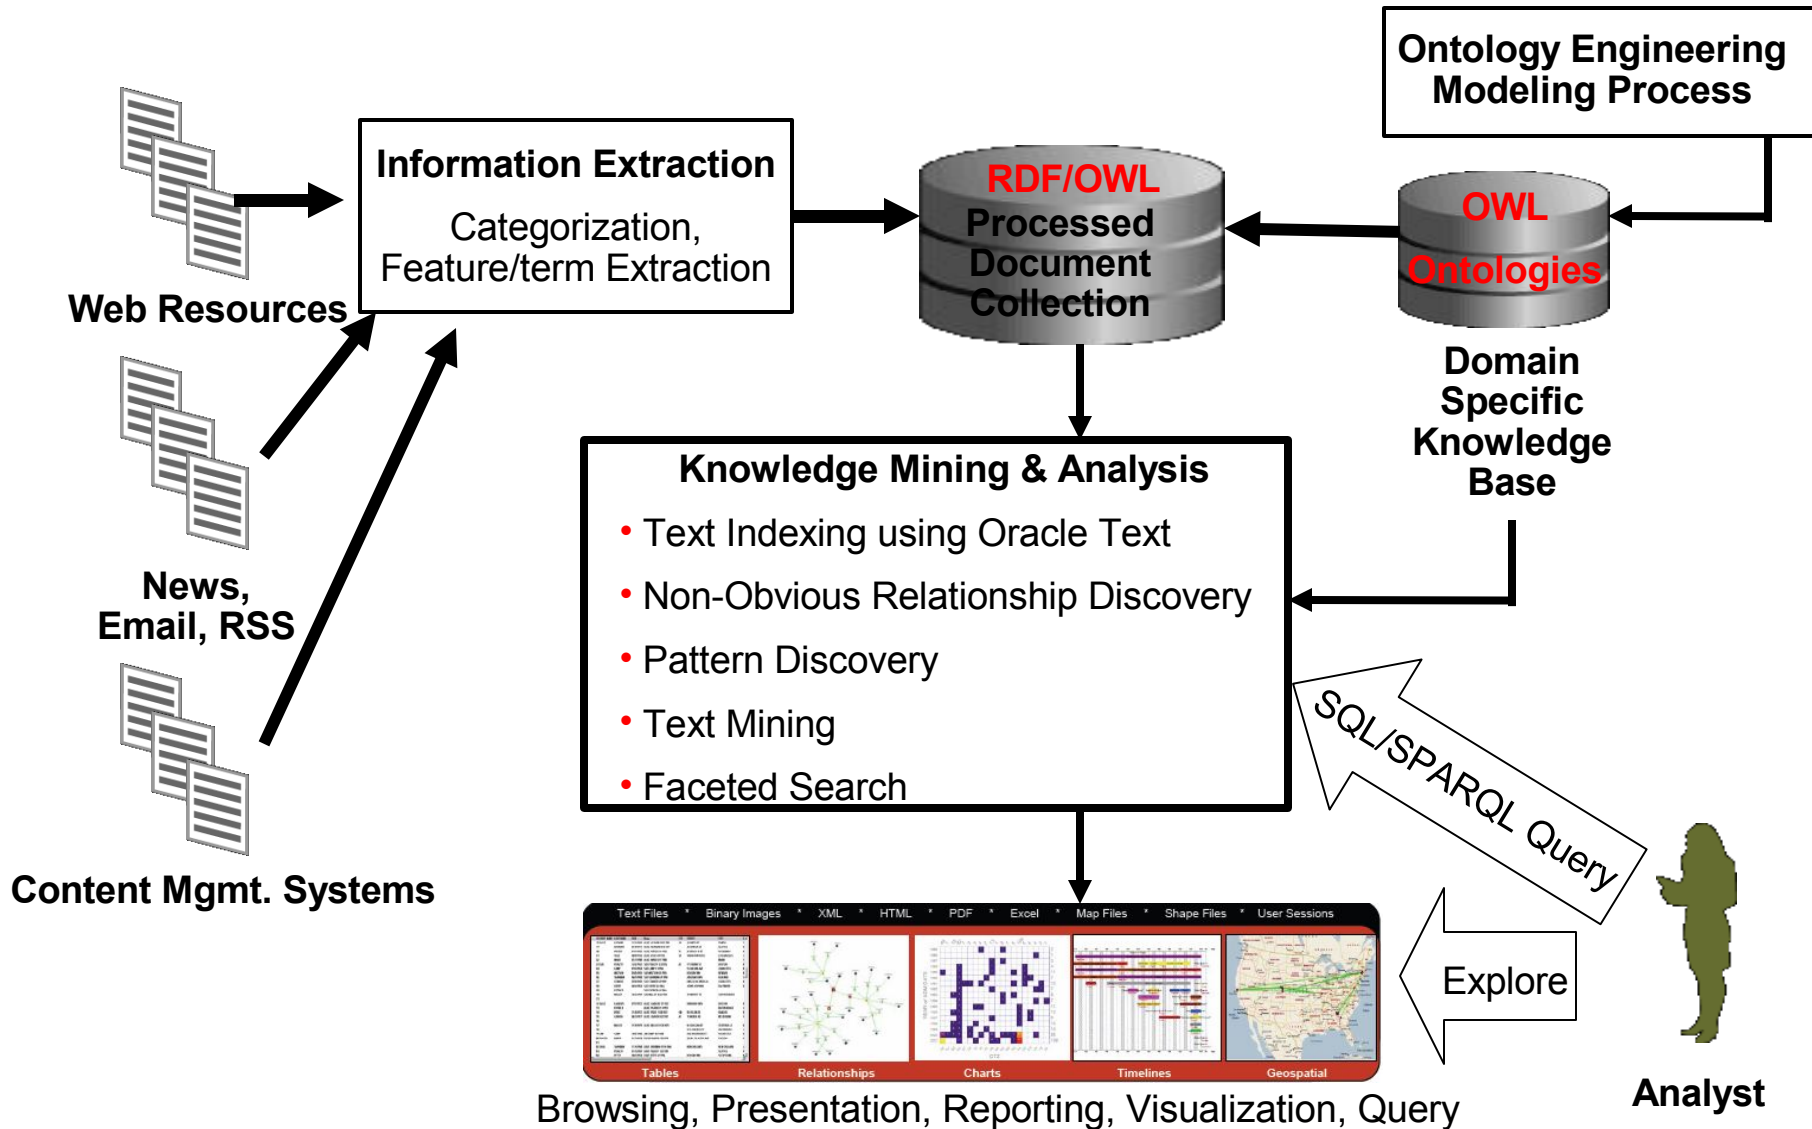 Ontology Engineering
Modeling Process
Information Extraction
Categorization,
Feature/term Extraction
RDF/OWL
Processed
Document
Collection
OWL
Ontologies
Web Resources
Domain
Specific
Knowledge
Base
News,
Email, RSS
Knowledge Mining & Analysis
• Text Indexing using Oracle Text
• Non-Obvious Relationship Discovery
• Pattern Discovery
• Text Mining
• Faceted Search
SQL/SPARQL Query
Content Mgmt. Systems
Text Files * Binary Images * XML * HTML * PDF * Excel * Map Files * Shape Files * User Sessions
Explore
Tables
Relationships
Charts
Timelines
Geospatial
Analyst
Browsing, Presentation, Reporting, Visualization, Query